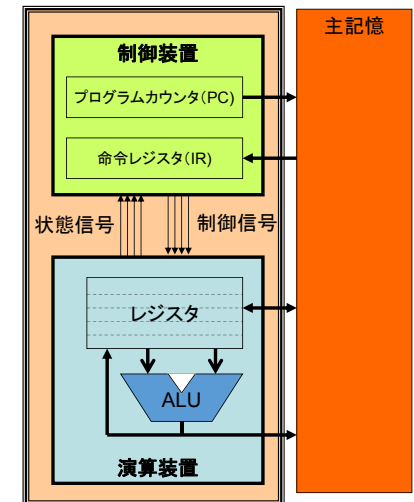 主記憶
制御装置
プログラムカウンタ(PC)
命令レジスタ(IR)
状態信号
制御信号
レジスタ
ALU
演算装置